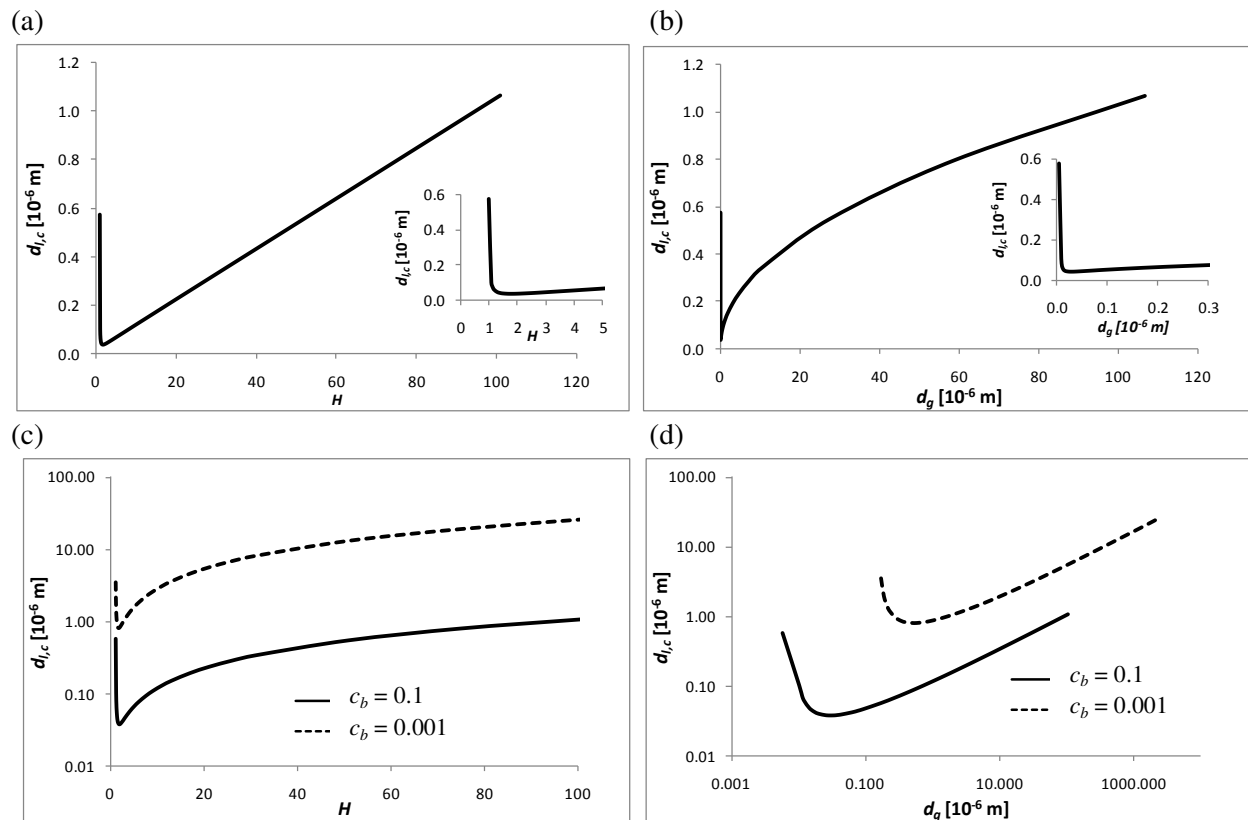 (a)
1.2
1.0
0.8
0.6
0.4
0.2
0.0
d_l,c [10^-6 m]
0 20 40 60 80 100 120
H
0.6
0.4
0.2
0.0
d_l,c [10^-6 m]
0 1 2 3 4 5
H
(b)
1.2
1.0
0.8
0.6
0.4
0.2
0.0
d_l,c [10^-6 m]
0 20 40 60 80 100 120
d_g [10^-6 m]
0.6
0.4
0.2
0.0
d_l,c [10^-6 m]
0.0 0.1 0.2 0.3
d_g [10^-6 m]
(c)
100.00
10.00
1.00
0.10
0.01
d_l,c [10^-6 m]
0 20 40 60 80 100
H
c_b = 0.1
c_b = 0.001
(d)
100.00
10.00
1.00
0.10
0.01
d_l,c [10^-6 m]
0.001 0.100 10.000 1000.000
d_g [10^-6 m]
c_b = 0.1
c_b = 0.001